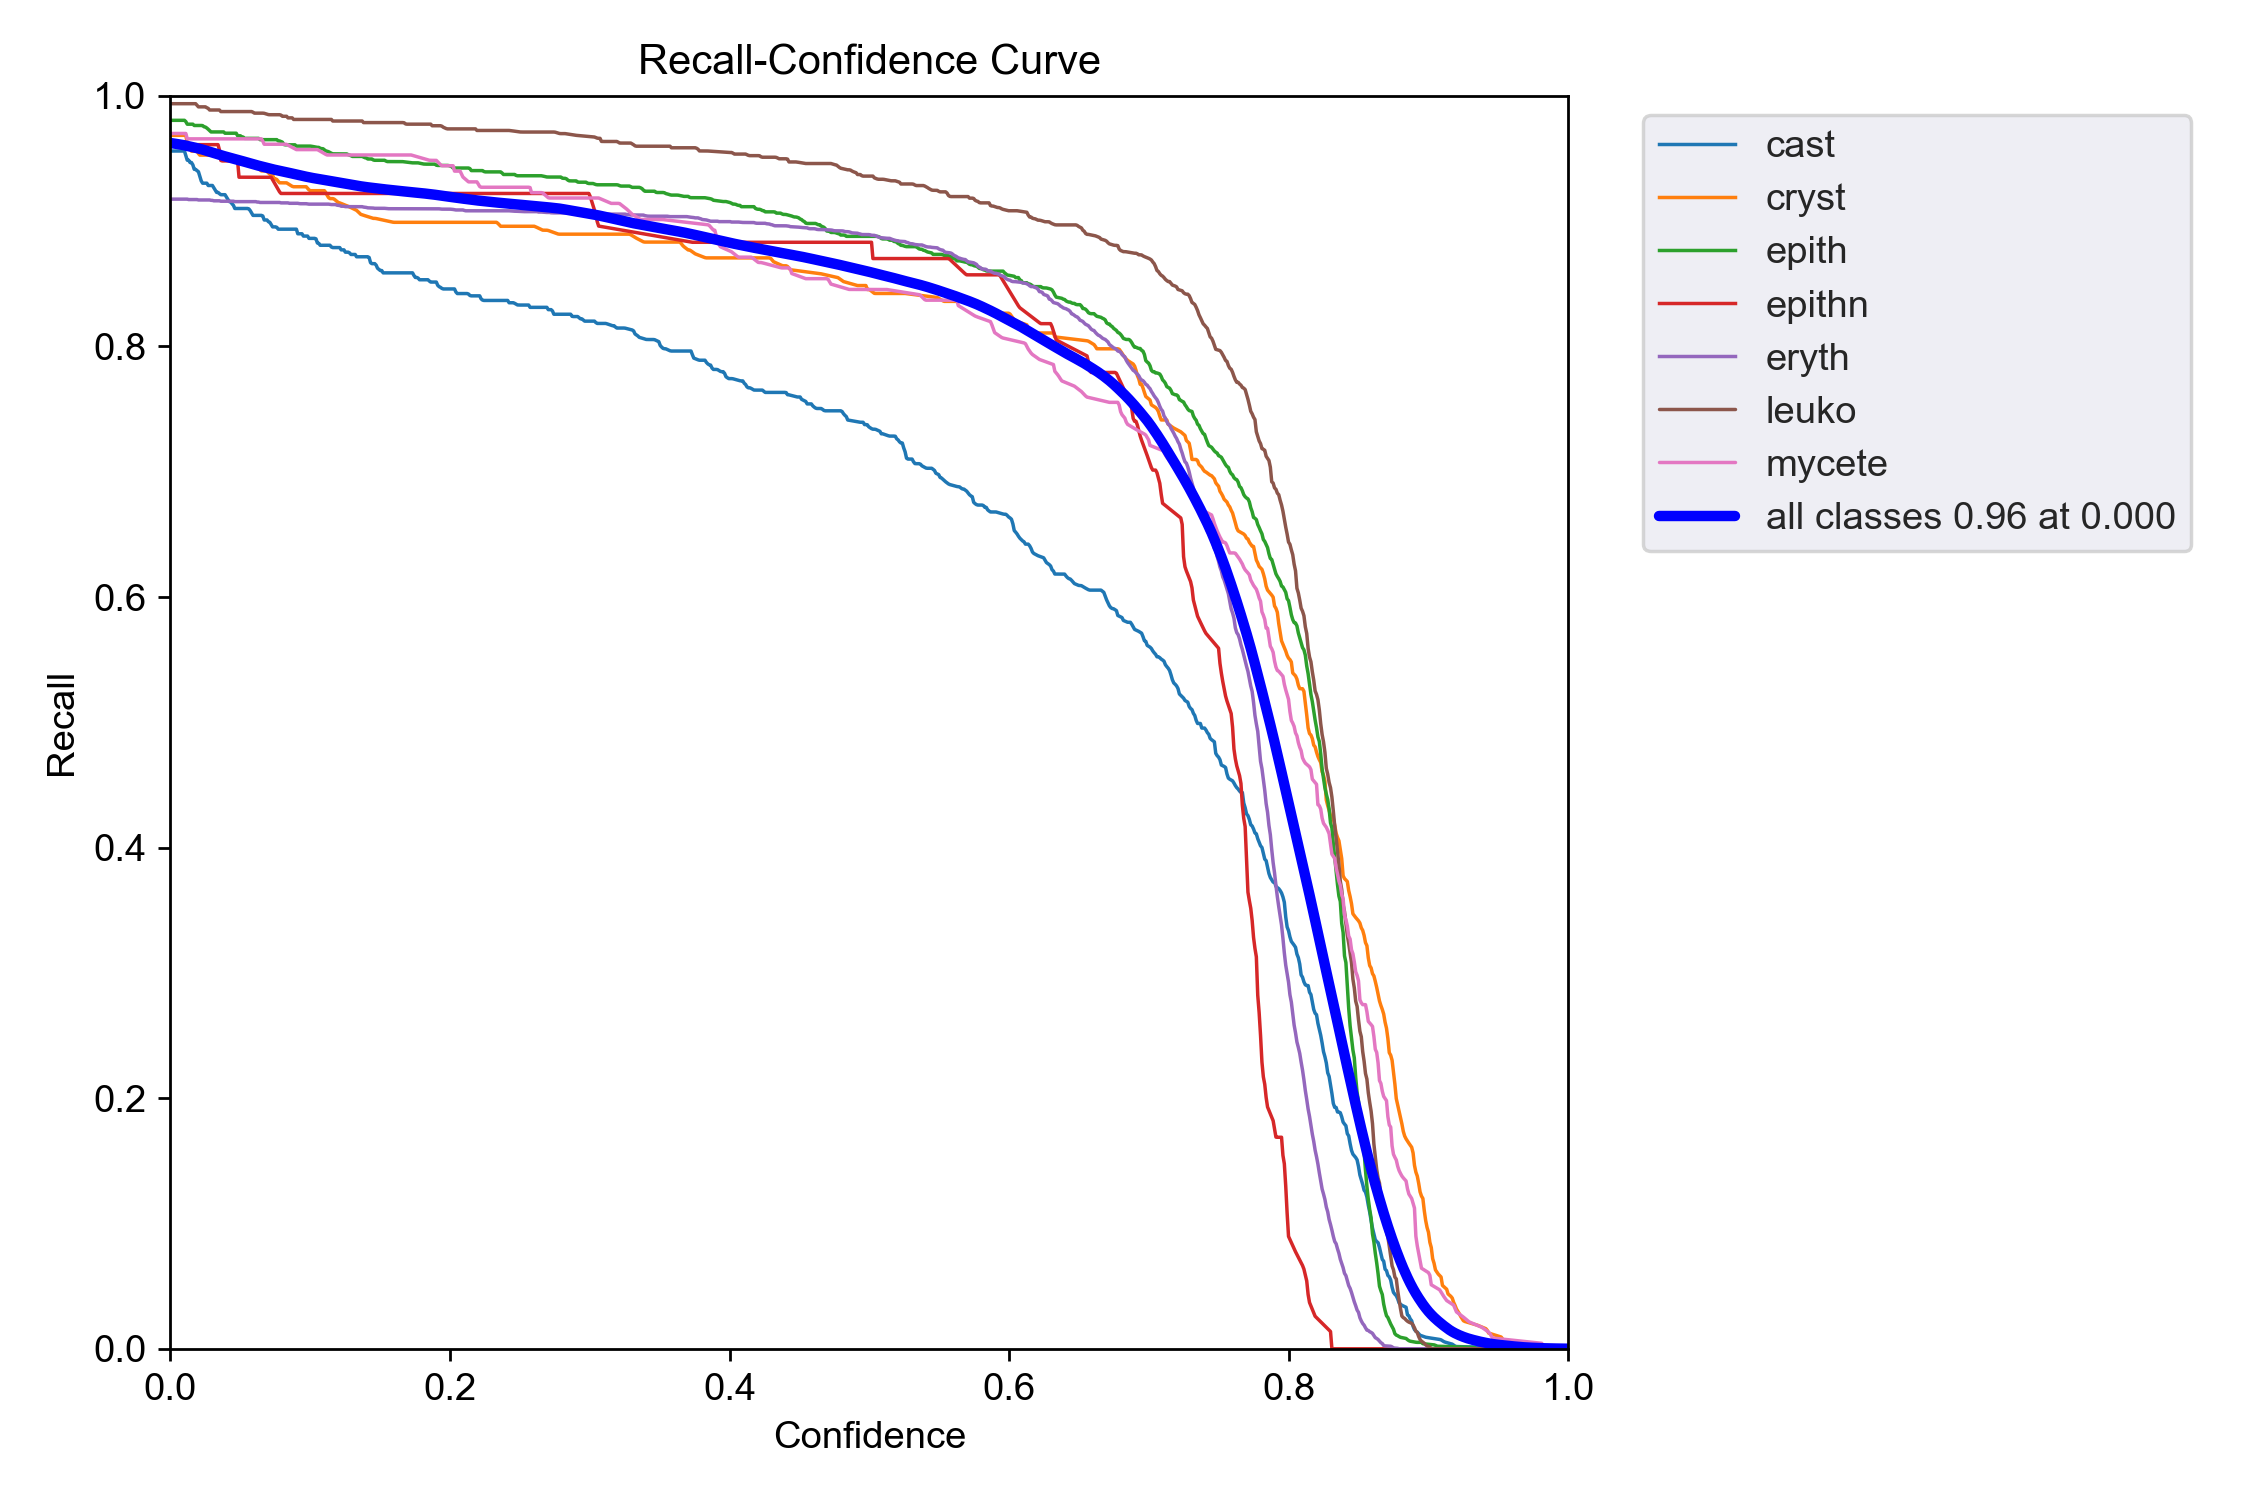 Recall-Confidence Curve
1.0
0.8
0.6
0.4
0.2
0.0
Recall
0.0 0.2 0.4 0.6 0.8 1.0
Confidence
cast
cryst
epith
epithn
eryth
leuko
mycete
all classes 0.96 at 0.000